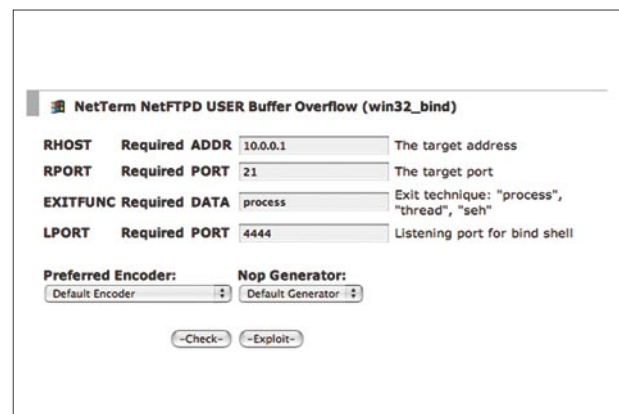 NetTerm NetFTPD USER Buffer Overflow (win32_bind)
RHOST Required ADDR 10.0.0.1 The target address
RPORT Required PORT 21 The target port
EXITFUNC Required DATA process Exit technique: "process", "thread", "seh"
LPORT Required PORT 4444 Listening port for bind shell
Preferred Encoder: Nop Generator:
Default Encoder Default Generator
-Check- -Exploit-